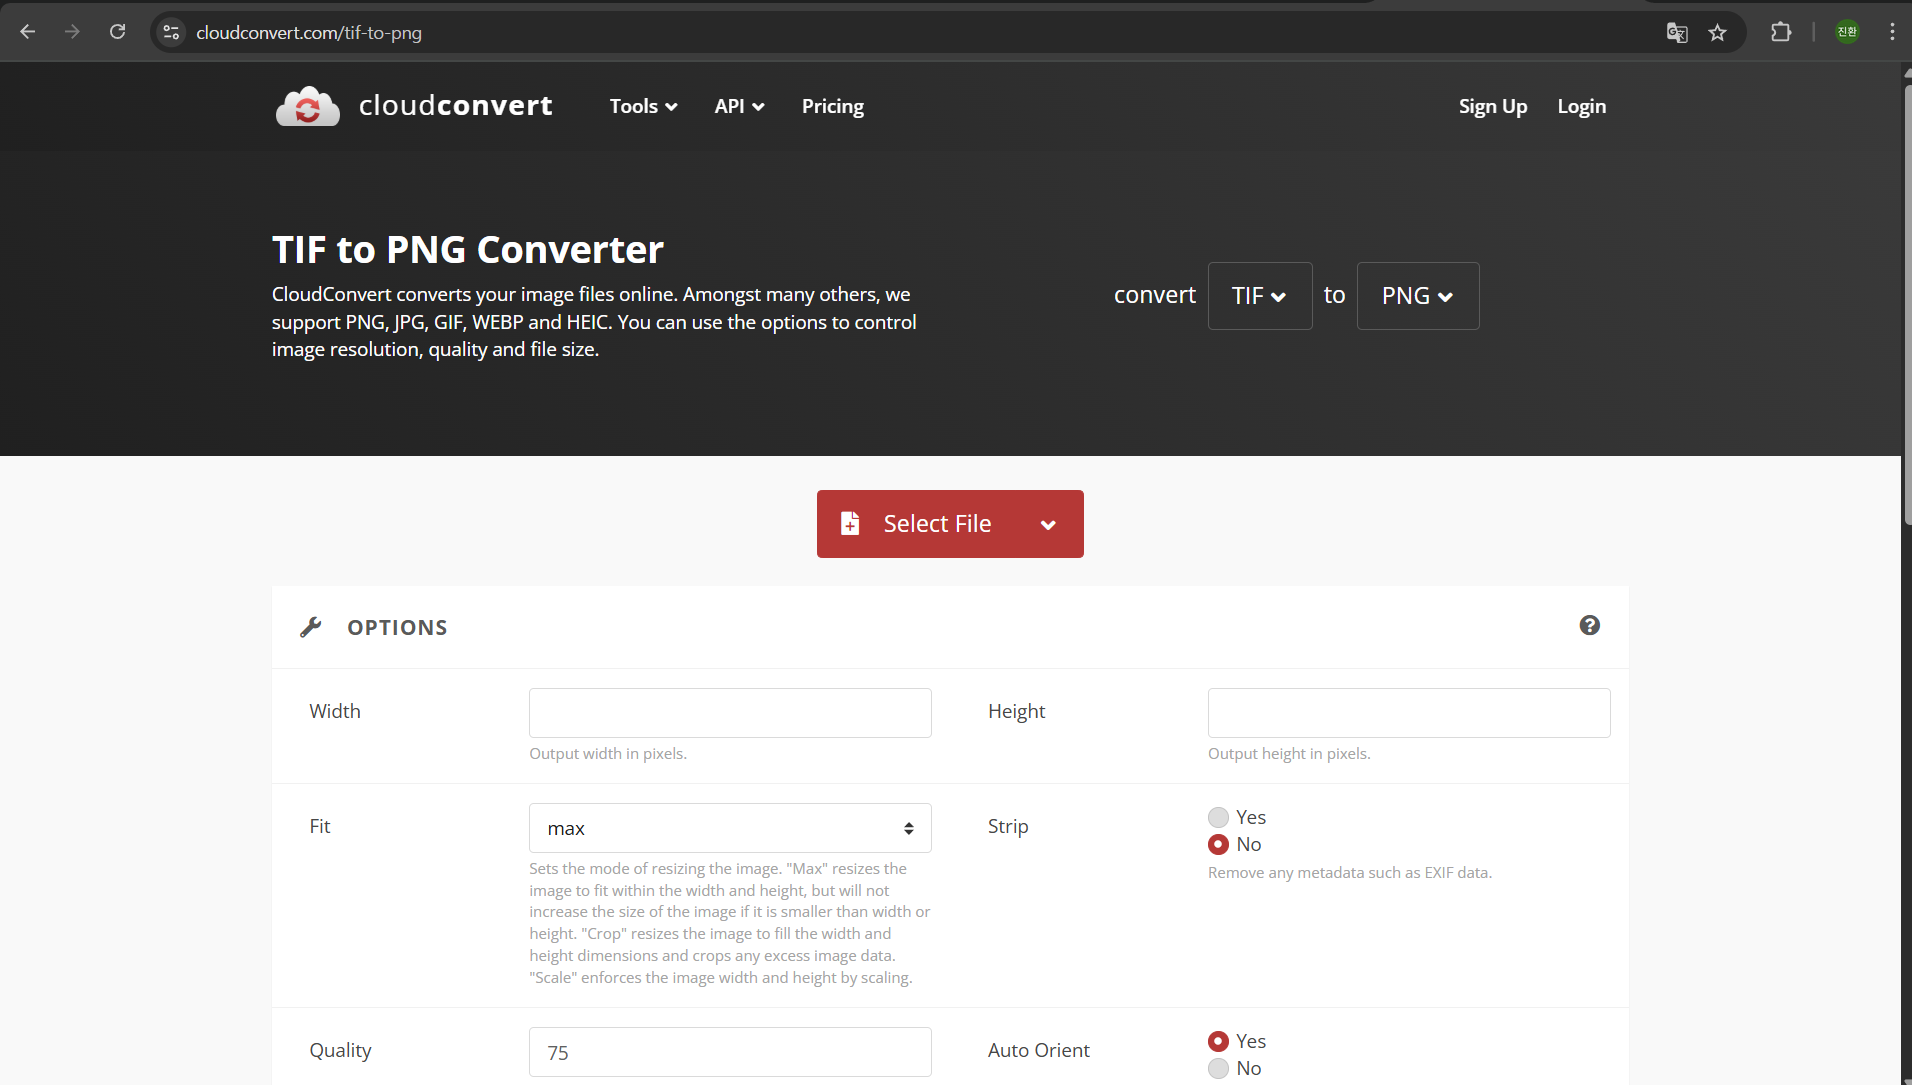 cloudconvert.com/tif-to-png
진환
cloudconvert
Tools
API
Pricing
Sign Up
Login
TIF to PNG Converter
CloudConvert converts your image files online. Amongst many others, we
support PNG, JPG, GIF, WEBP and HEIC. You can use the options to control
image resolution, quality and file size.
convert TIF to PNG
Select File
OPTIONS
Width
Output width in pixels.
Height
Output height in pixels.
Fit
max
Sets the mode of resizing the image. "Max" resizes the
image to fit within the width and height, but will not
increase the size of the image if it is smaller than width or
height. "Crop" resizes the image to fill the width and
height dimensions and crops any excess image data.
"Scale" enforces the image width and height by scaling.
Strip
Yes
No
Remove any metadata such as EXIF data.
Quality
75
Auto Orient
Yes
No